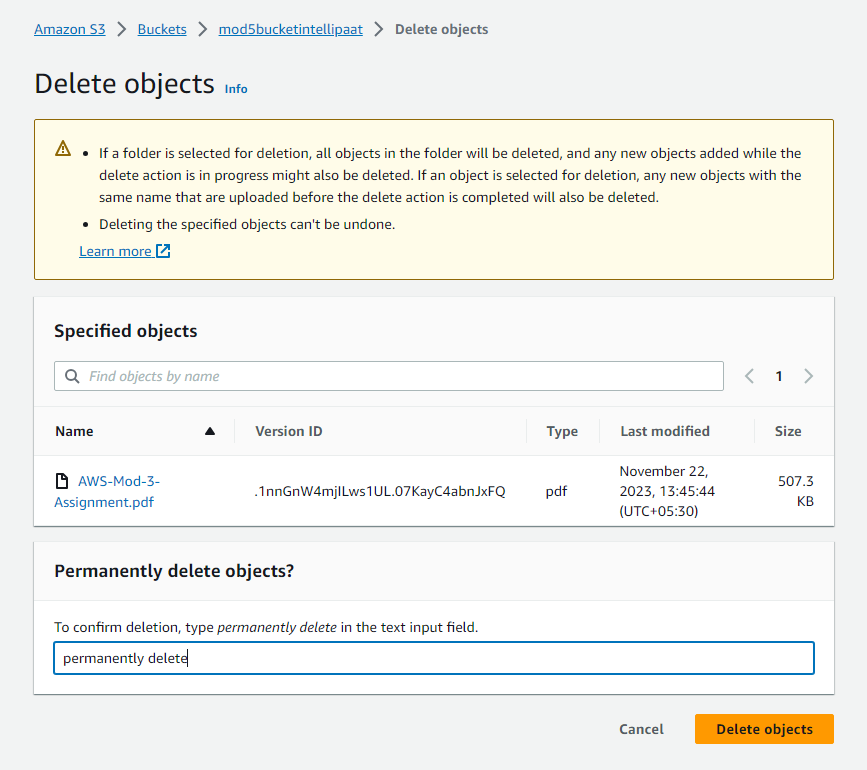 Amazon S3 > Buckets > mod5bucketintellipaat > Delete objects
Delete objects Info
If a folder is selected for deletion, all objects in the folder will be deleted, and any new objects added while the
delete action is in progress might also be deleted. If an object is selected for deletion, any new objects with the
same name that are uploaded before the delete action is completed will also be deleted.
Deleting the specified objects can't be undone.
Learn more
Specified objects
Find objects by name
1
Name Version ID Type Last modified Size
AWS-Mod-3-
Assignment.pdf
.1nnGnW4mjILws1UL.07KayC4abnJxFQ
pdf
November 22,
2023, 13:45:44
(UTC+05:30)
507.3
KB
Permanently delete objects?
To confirm deletion, type permanently delete in the text input field.
permanently delete
Cancel Delete objects